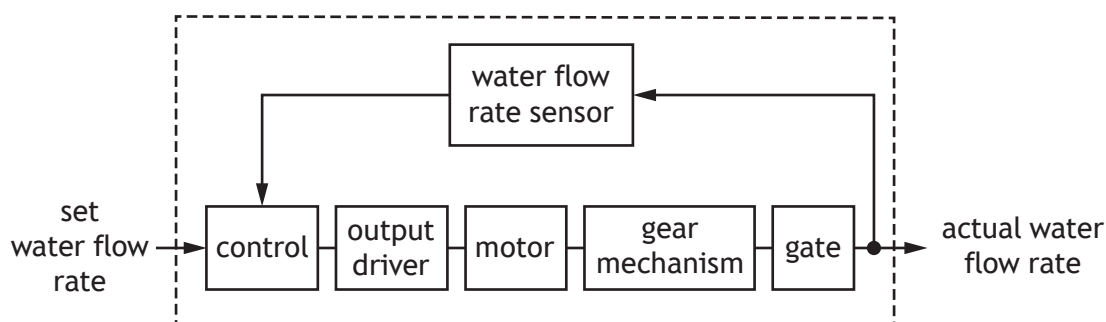 water flow
rate sensor
set
water flow
rate
control
output
driver
motor
gear
mechanism
gate
actual water
flow rate